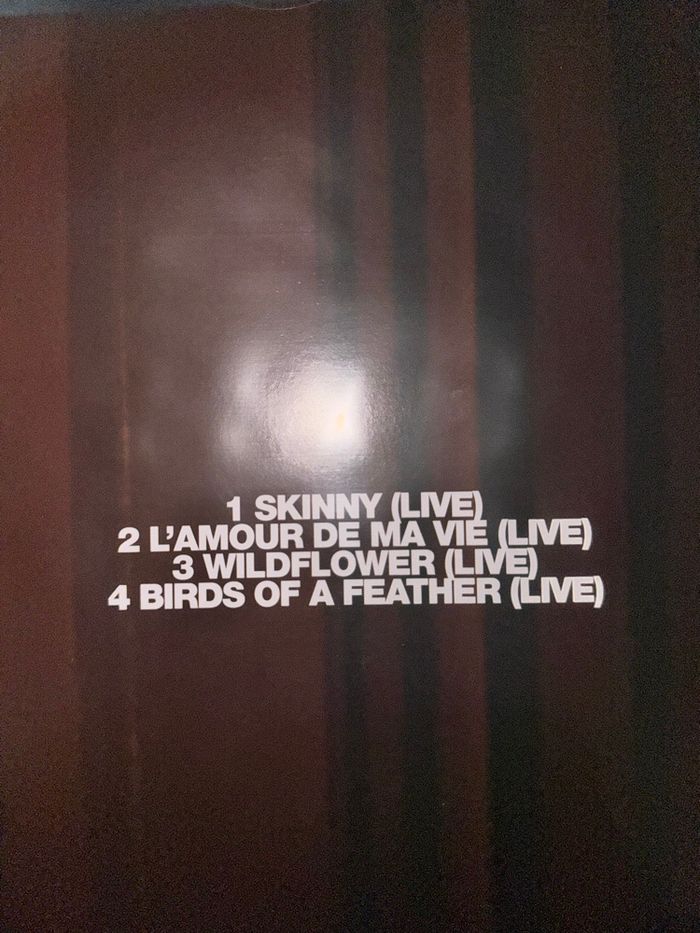 1 SKINNY (LIVE)
2 L'AMOUR DE MA VIE (LIVE)
3 WILDFLOWER (LIVE)
4 BIRDS OF A FEATHER (LIVE)